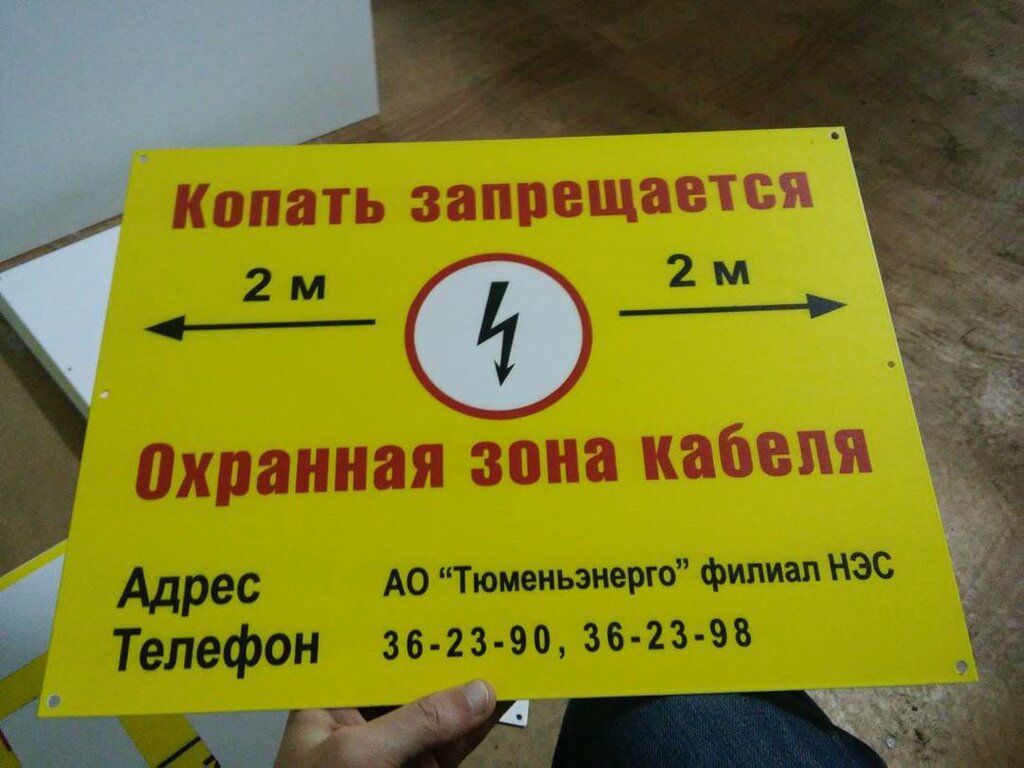 Копать запрещается
2 м 2 м
Охранная зона кабеля
Адрес АО “Тюменьэнерго” филиал НЭС
Телефон 36-23-90, 36-23-98